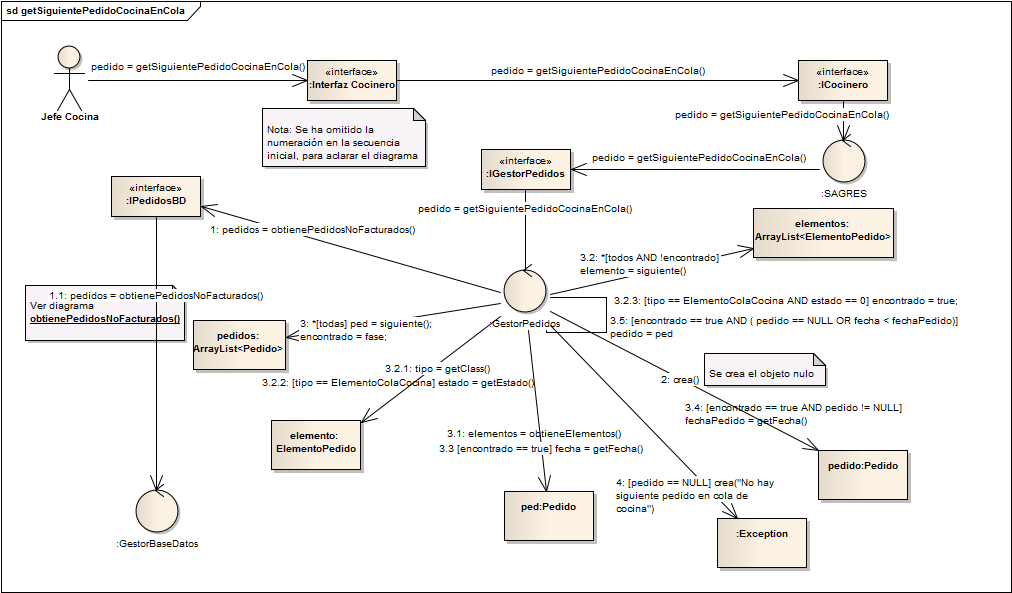 sd getSiguientePedidoCocinaEnCola
pedido = getSiguientePedidoCocinaEnCola()
«interface»
:Interfaz Cocinero
pedido = getSiguientePedidoCocinaEnCola()
«interface»
:ICocinero
Jefe Cocina
Nota: Se ha omitido la
numeración en la secuencia
inicial, para aclarar el diagrama
pedido = getSiguientePedidoCocinaEnCola()
«interface»
:IGestorPedidos
pedido = getSiguientePedidoCocinaEnCola()
:SAGRES
«interface»
:IPedidosBD
pedido = getSiguientePedidoCocinaEnCola()
1: pedidos = obtienePedidosNoFacturados()
elementos:
ArrayList<ElementoPedido>
3.2: *[todos AND !encontrado]
elemento = siguiente()
1.1: pedidos = obtienePedidosNoFacturados()
Ver diagrama
obtienePedidosNoFacturados()
3.2.3: [tipo == ElementoColaCocina AND estado == 0] encontrado = true;
:GestorPedidos
3.5: [encontrado == true AND ( pedido == NULL OR fecha < fechaPedido)]
pedido = ped
3: *[todas] ped = siguiente();
encontrado = fase;
pedidos:
ArrayList<Pedido>
3.2.1: tipo = getClass()
3.2.2: [tipo == ElementoColaCocina] estado = getEstado()
2: crea()
Se crea el objeto nulo
3.4: [encontrado == true AND pedido != NULL]
fechaPedido = getFecha()
elemento:
ElementoPedido
3.1: elementos = obtieneElementos()
3.3 [encontrado == true] fecha = getFecha()
pedido:Pedido
4: [pedido == NULL] crea("No hay
siguiente pedido en cola de
cocina")
ped:Pedido
:Exception
:GestorBaseDatos